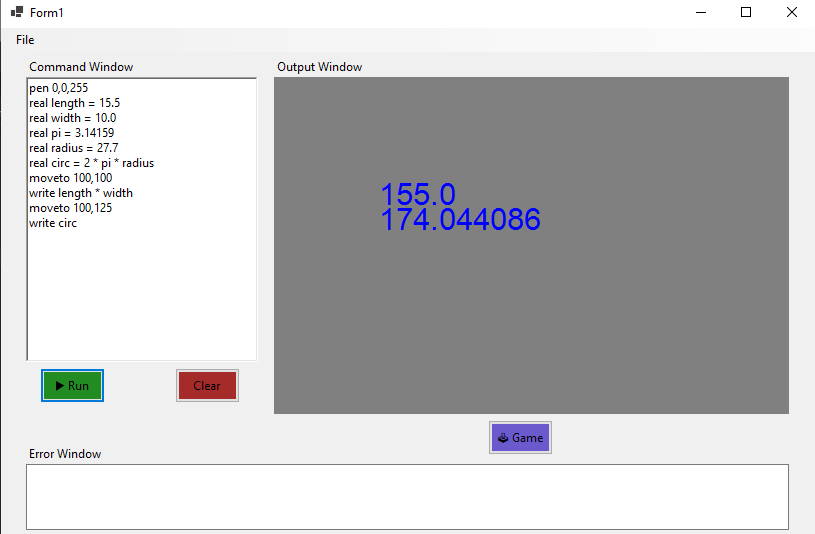 Form1
File
Command Window
pen 0,0,255
real length = 15.5
real width = 10.0
real pi = 3.14159
real radius = 27.7
real circ = 2 * pi * radius
moveto 100,100
write length * width
moveto 100,125
write circ
Output Window
155.0
174.044086
Run
Clear
Game
Error Window